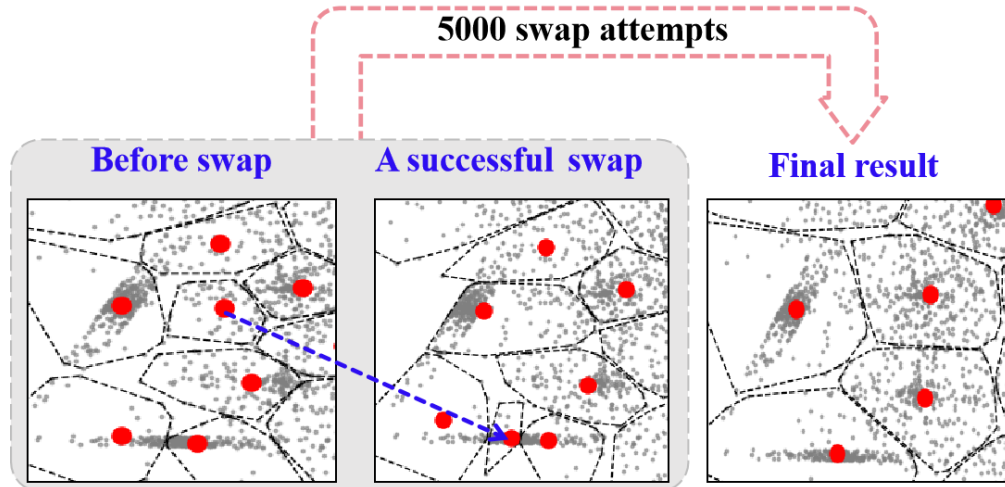 5000 swap attempts
Before swap
A successful swap
Final result